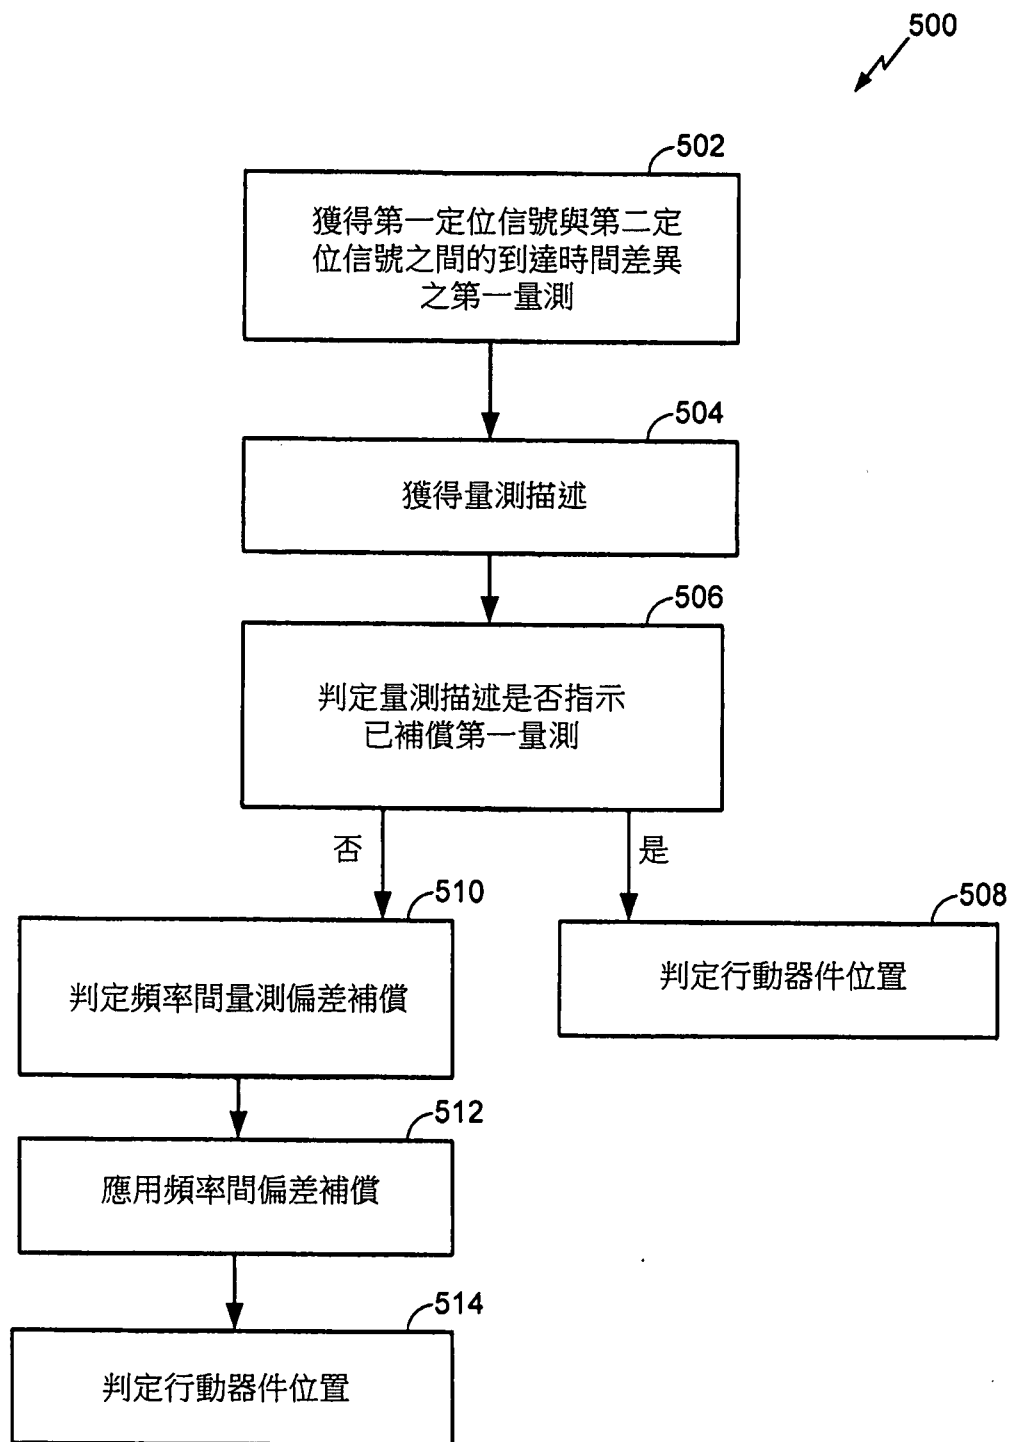 500
502
獲得第一定位信號與第二定
位信號之間的到達時間差異
之第一量測
504
獲得量測描述
506
判定量測描述是否指示
已補償第一量測
否
是
510
508
判定頻率間量測偏差補償
判定行動器件位置
512
應用頻率間偏差補償
514
判定行動器件位置